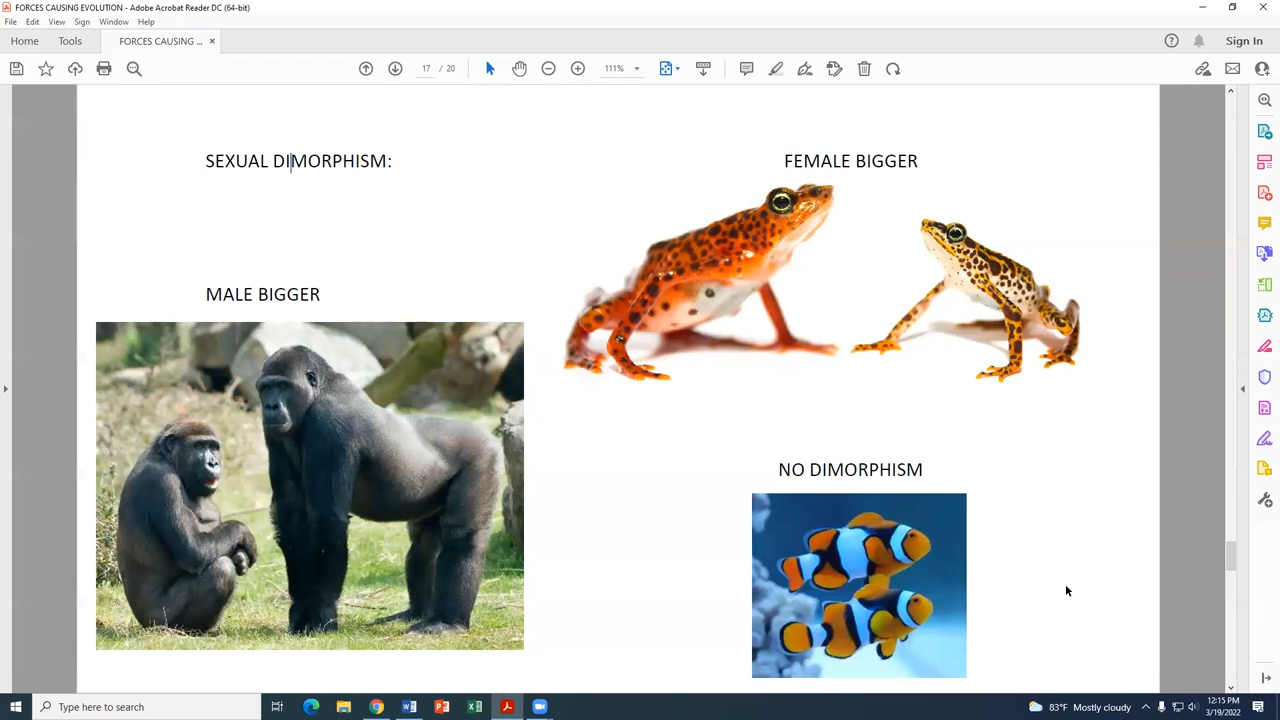 FORCES CAUSING EVOLUTION - Adobe Acrobat Reader DC (64-bit)
File Edit View Sign Window Help
Home Tools FORCES CAUSING ... Sign In
17 / 20 111%
SEXUAL DIMORPHISM:
FEMALE BIGGER
MALE BIGGER
NO DIMORPHISM
Type here to search
83°F Mostly cloudy
12:15 PM
3/19/2022